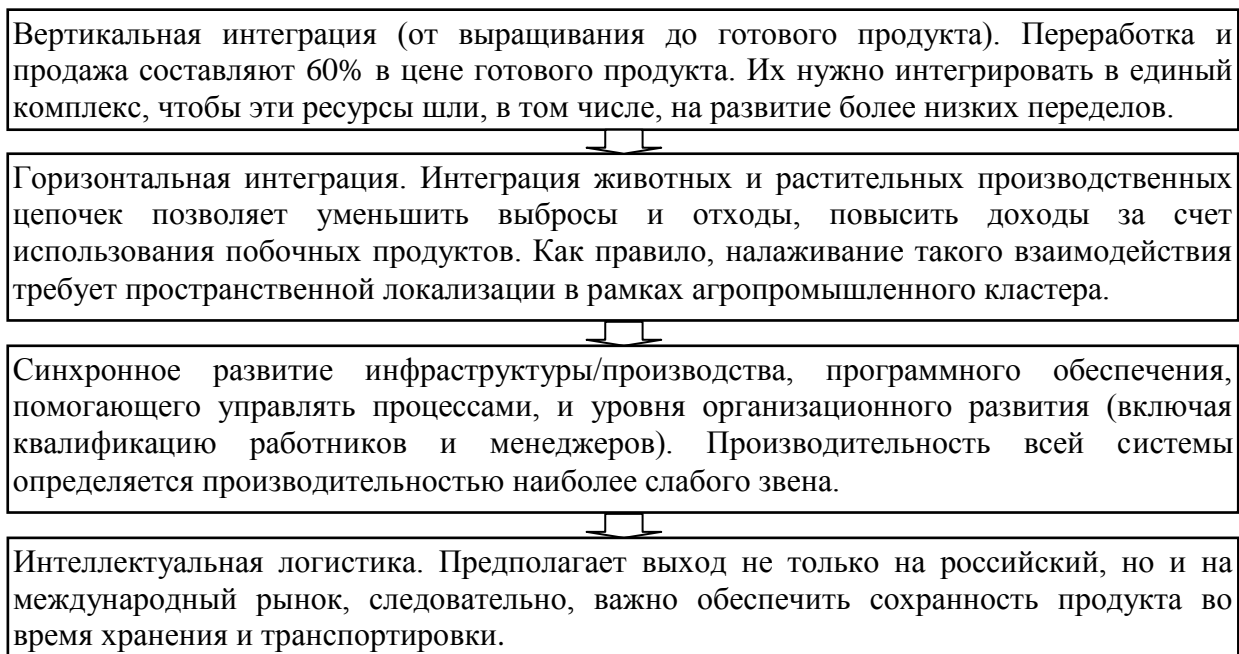 Вертикальная интеграция (от выращивания до готового продукта). Переработка и
продажа составляют 60% в цене готового продукта. Их нужно интегрировать в единый
комплекс, чтобы эти ресурсы шли, в том числе, на развитие более низких переделов.
Горизонтальная интеграция. Интеграция животных и растительных производственных
цепочек позволяет уменьшить выбросы и отходы, повысить доходы за счет
использования побочных продуктов. Как правило, налаживание такого взаимодействия
требует пространственной локализации в рамках агропромышленного кластера.
Синхронное развитие инфраструктуры/производства, программного обеспечения,
помогающего управлять процессами, и уровня организационного развития (включая
квалификацию работников и менеджеров). Производительность всей системы
определяется производительностью наиболее слабого звена.
Интеллектуальная логистика. Предполагает выход не только на российский, но и на
международный рынок, следовательно, важно обеспечить сохранность продукта во
время хранения и транспортировки.